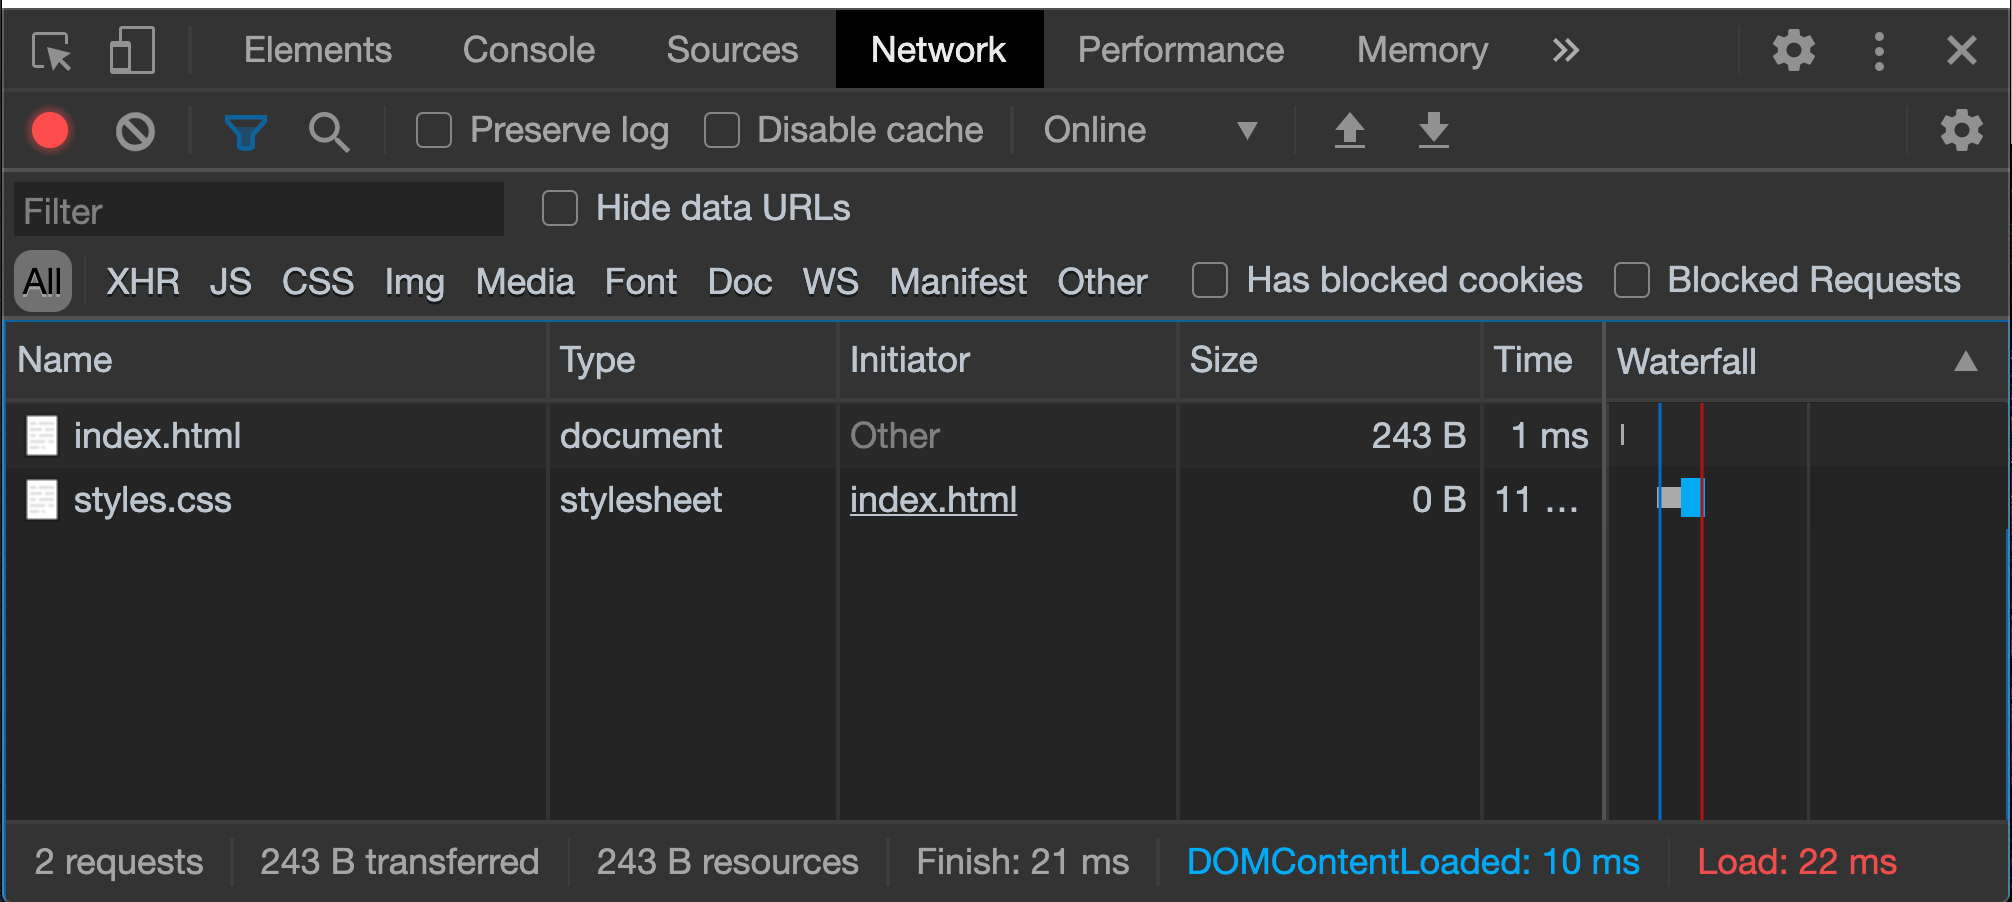 Elements Console Sources Network Performance Memory »
Preserve log Disable cache Online
Filter Hide data URLs
All XHR JS CSS Img Media Font Doc WS Manifest Other Has blocked cookies Blocked Requests
Name Type Initiator Size Time Waterfall
index.html document Other 243 B 1 ms
styles.css stylesheet index.html 0 B 11 …
2 requests 243 B transferred 243 B resources Finish: 21 ms DOMContentLoaded: 10 ms Load: 22 ms